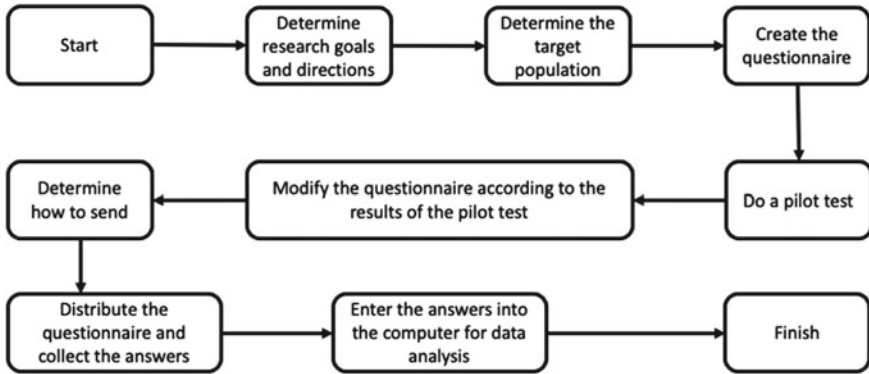 Start
Determine
research goals
and directions
Determine the
target
population
Create the
questionnaire
Determine
how to send
Modify the questionnaire according to the
results of the pilot test
Do a pilot test
Distribute the
questionnaire and
collect the answers
Enter the answers into
the computer for data
analysis
Finish